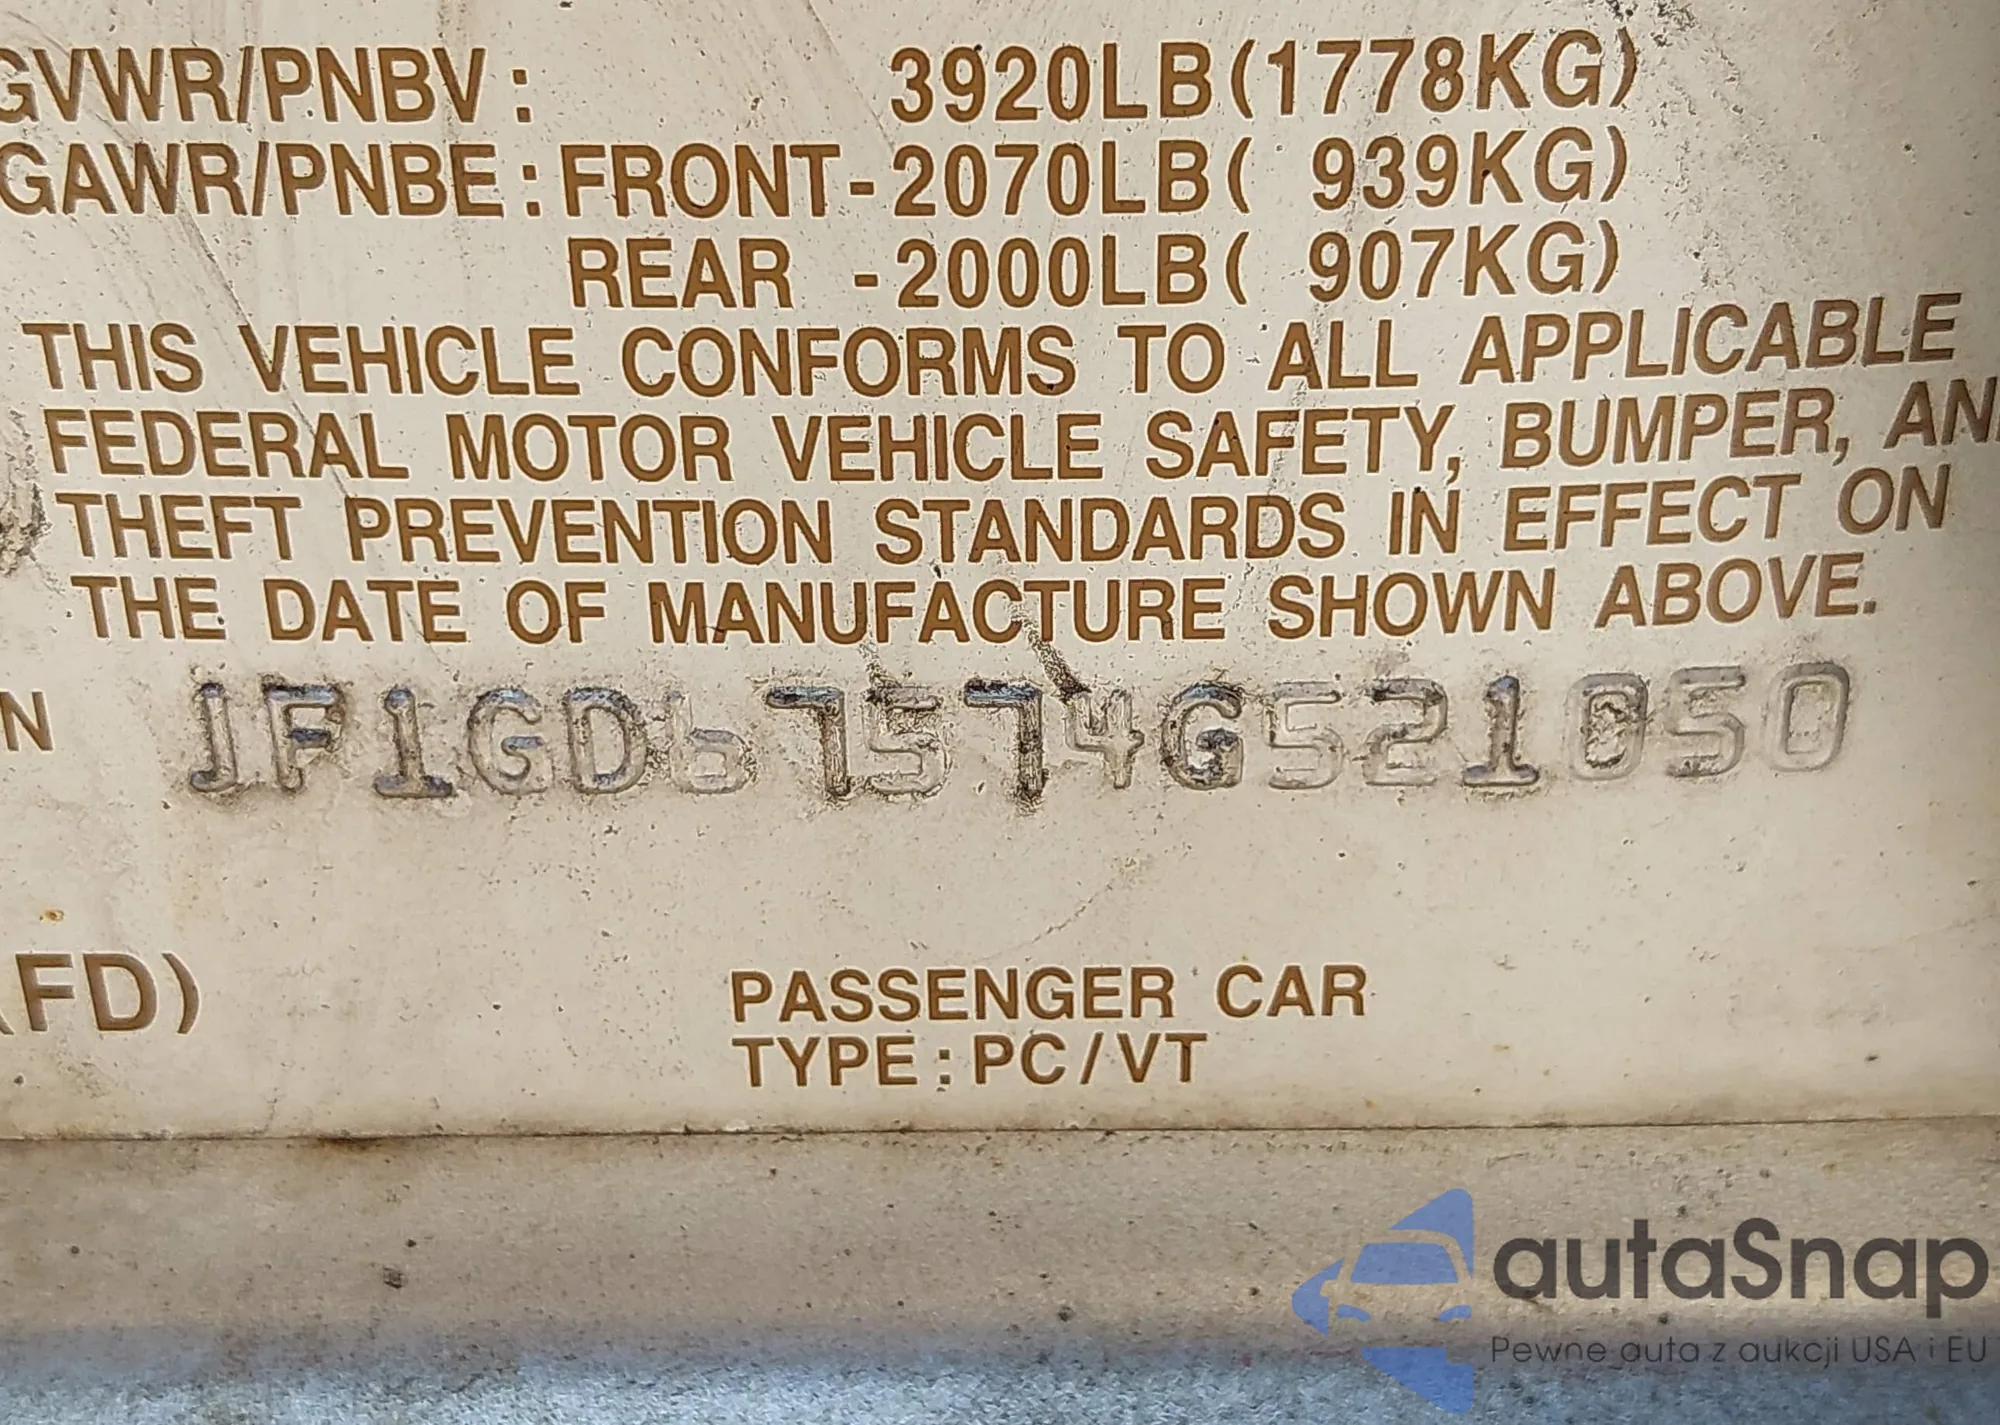 GVWR/PNBV: 3920LB(1778KG)
GAWR/PNBE:FRONT-2070LB( 939KG)
REAR -2000LB( 907KG)
THIS VEHICLE CONFORMS TO ALL APPLICABLE
FEDERAL MOTOR VEHICLE SAFETY, BUMPER, AN
THEFT PREVENTION STANDARDS IN EFFECT ON
THE DATE OF MANUFACTURE SHOWN ABOVE.
N JF1GD67574G521050
(FD)
PASSENGER CAR
TYPE:PC/VT
autaSnap
Pewne auta z aukcji USA i EU